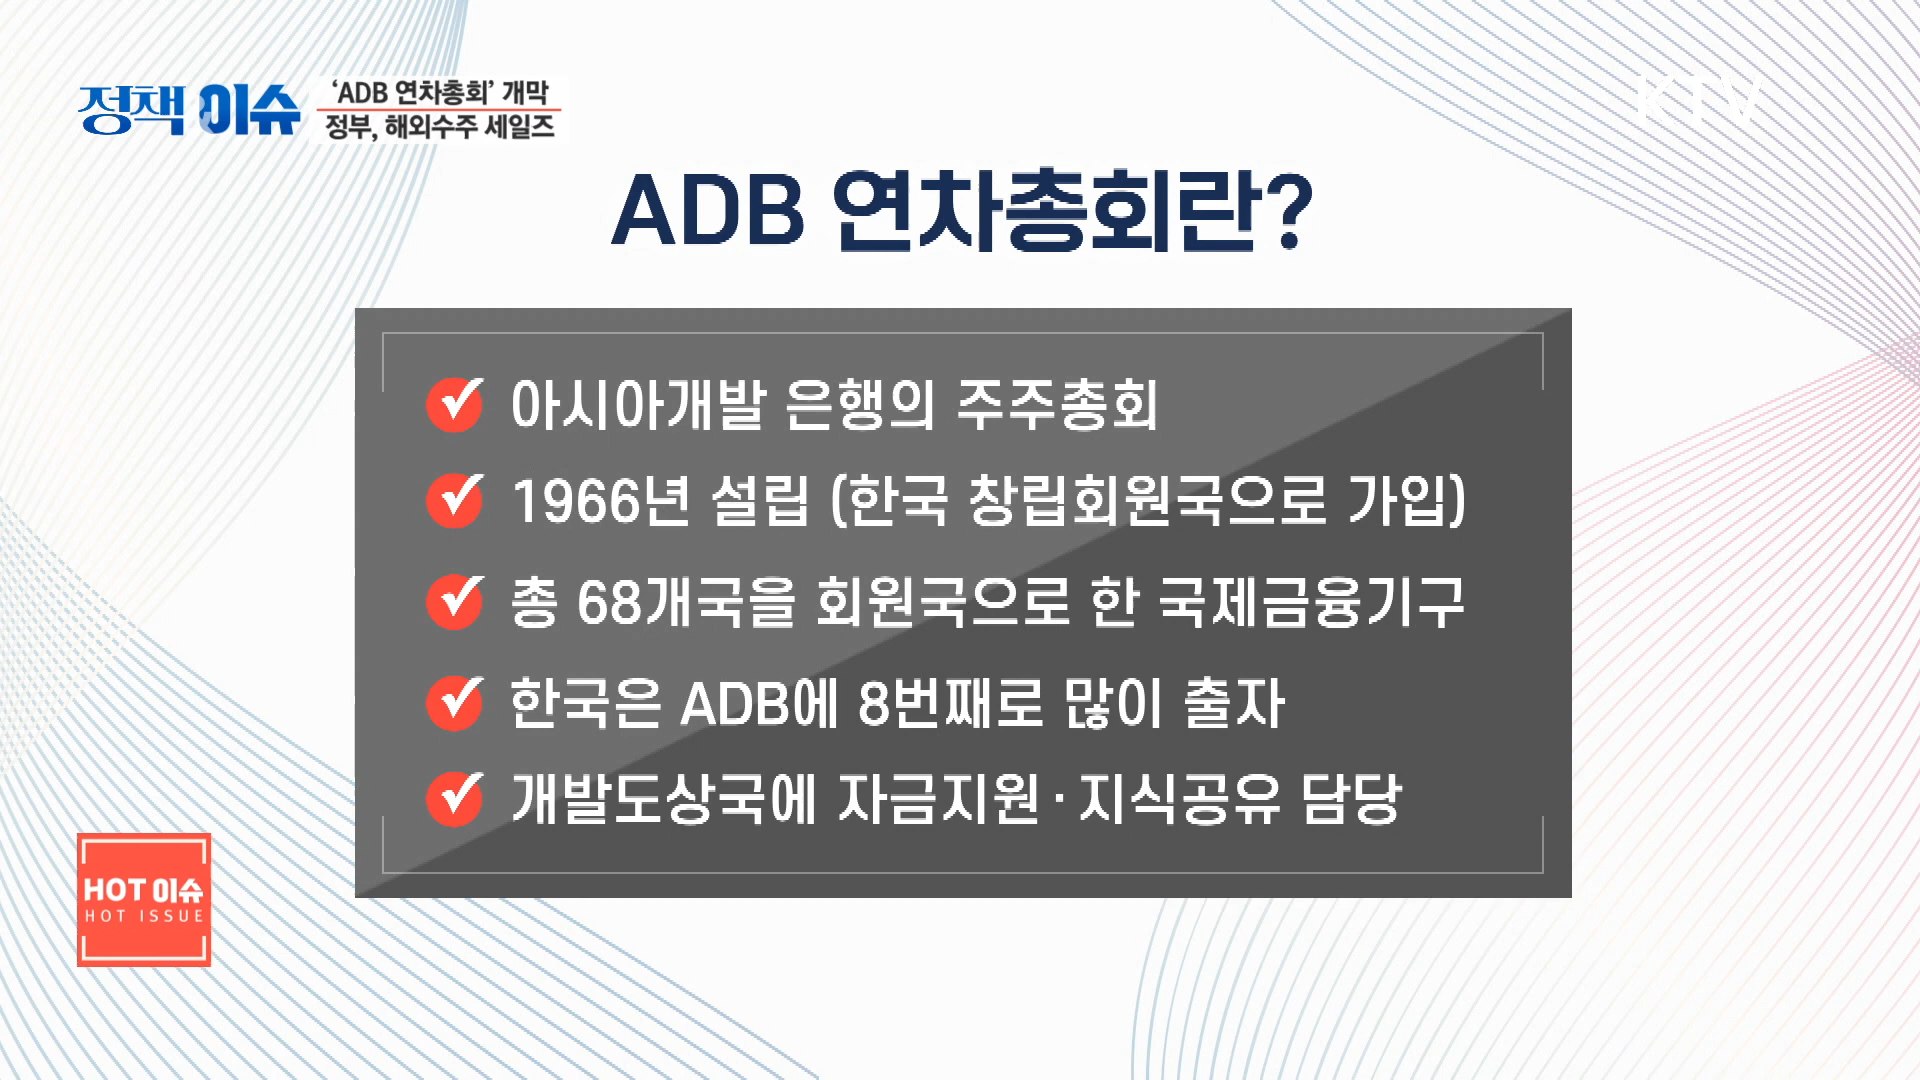 정책 이슈
‘ADB 연차총회’ 개막
정부, 해외수주 세일즈
KTV
ADB 연차총회란?
아시아개발 은행의 주주총회
1966년 설립 (한국 창립회원국으로 가입)
총 68개국을 회원국으로 한 국제금융기구
한국은 ADB에 8번째로 많이 출자
개발도상국에 자금지원·지식공유 담당
HOT 이슈
HOT ISSUE